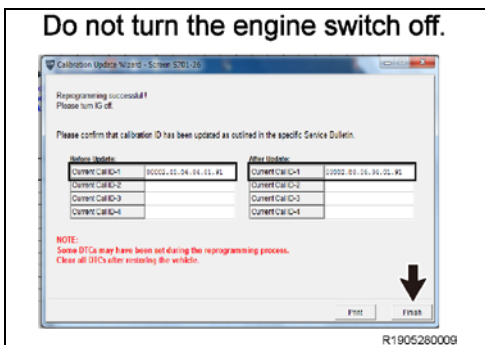 Do not turn the engine switch off.
Calibration Update Wizard - Screen S701-26
Reprogramming successful!
Please turn IG off.
Please confirm that calibration ID has been updated as outlined in the specific Service Bulletin.
Before Update: After Update:
Current Cal ID-1 Current Cal ID-1
Current Cal ID-2 Current Cal ID-2
Current Cal ID-3 Current Cal ID-3
Current Cal ID-4 Current Cal ID-4
NOTE:
Some DTCs may have been set during the reprogramming process.
Clear all DTCs after restoring the vehicle.
Print Finish
R1905280009